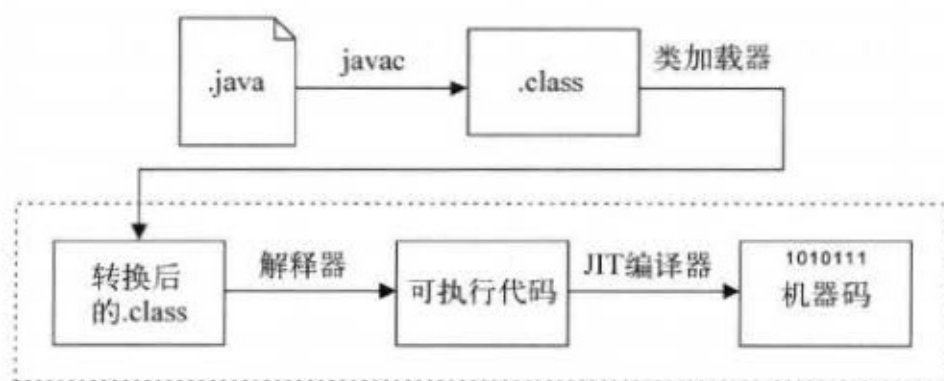 .java
javac
.class
类加载器
转换后
的.class
解释器
可执行代码
JIT编译器
1010111
机器码